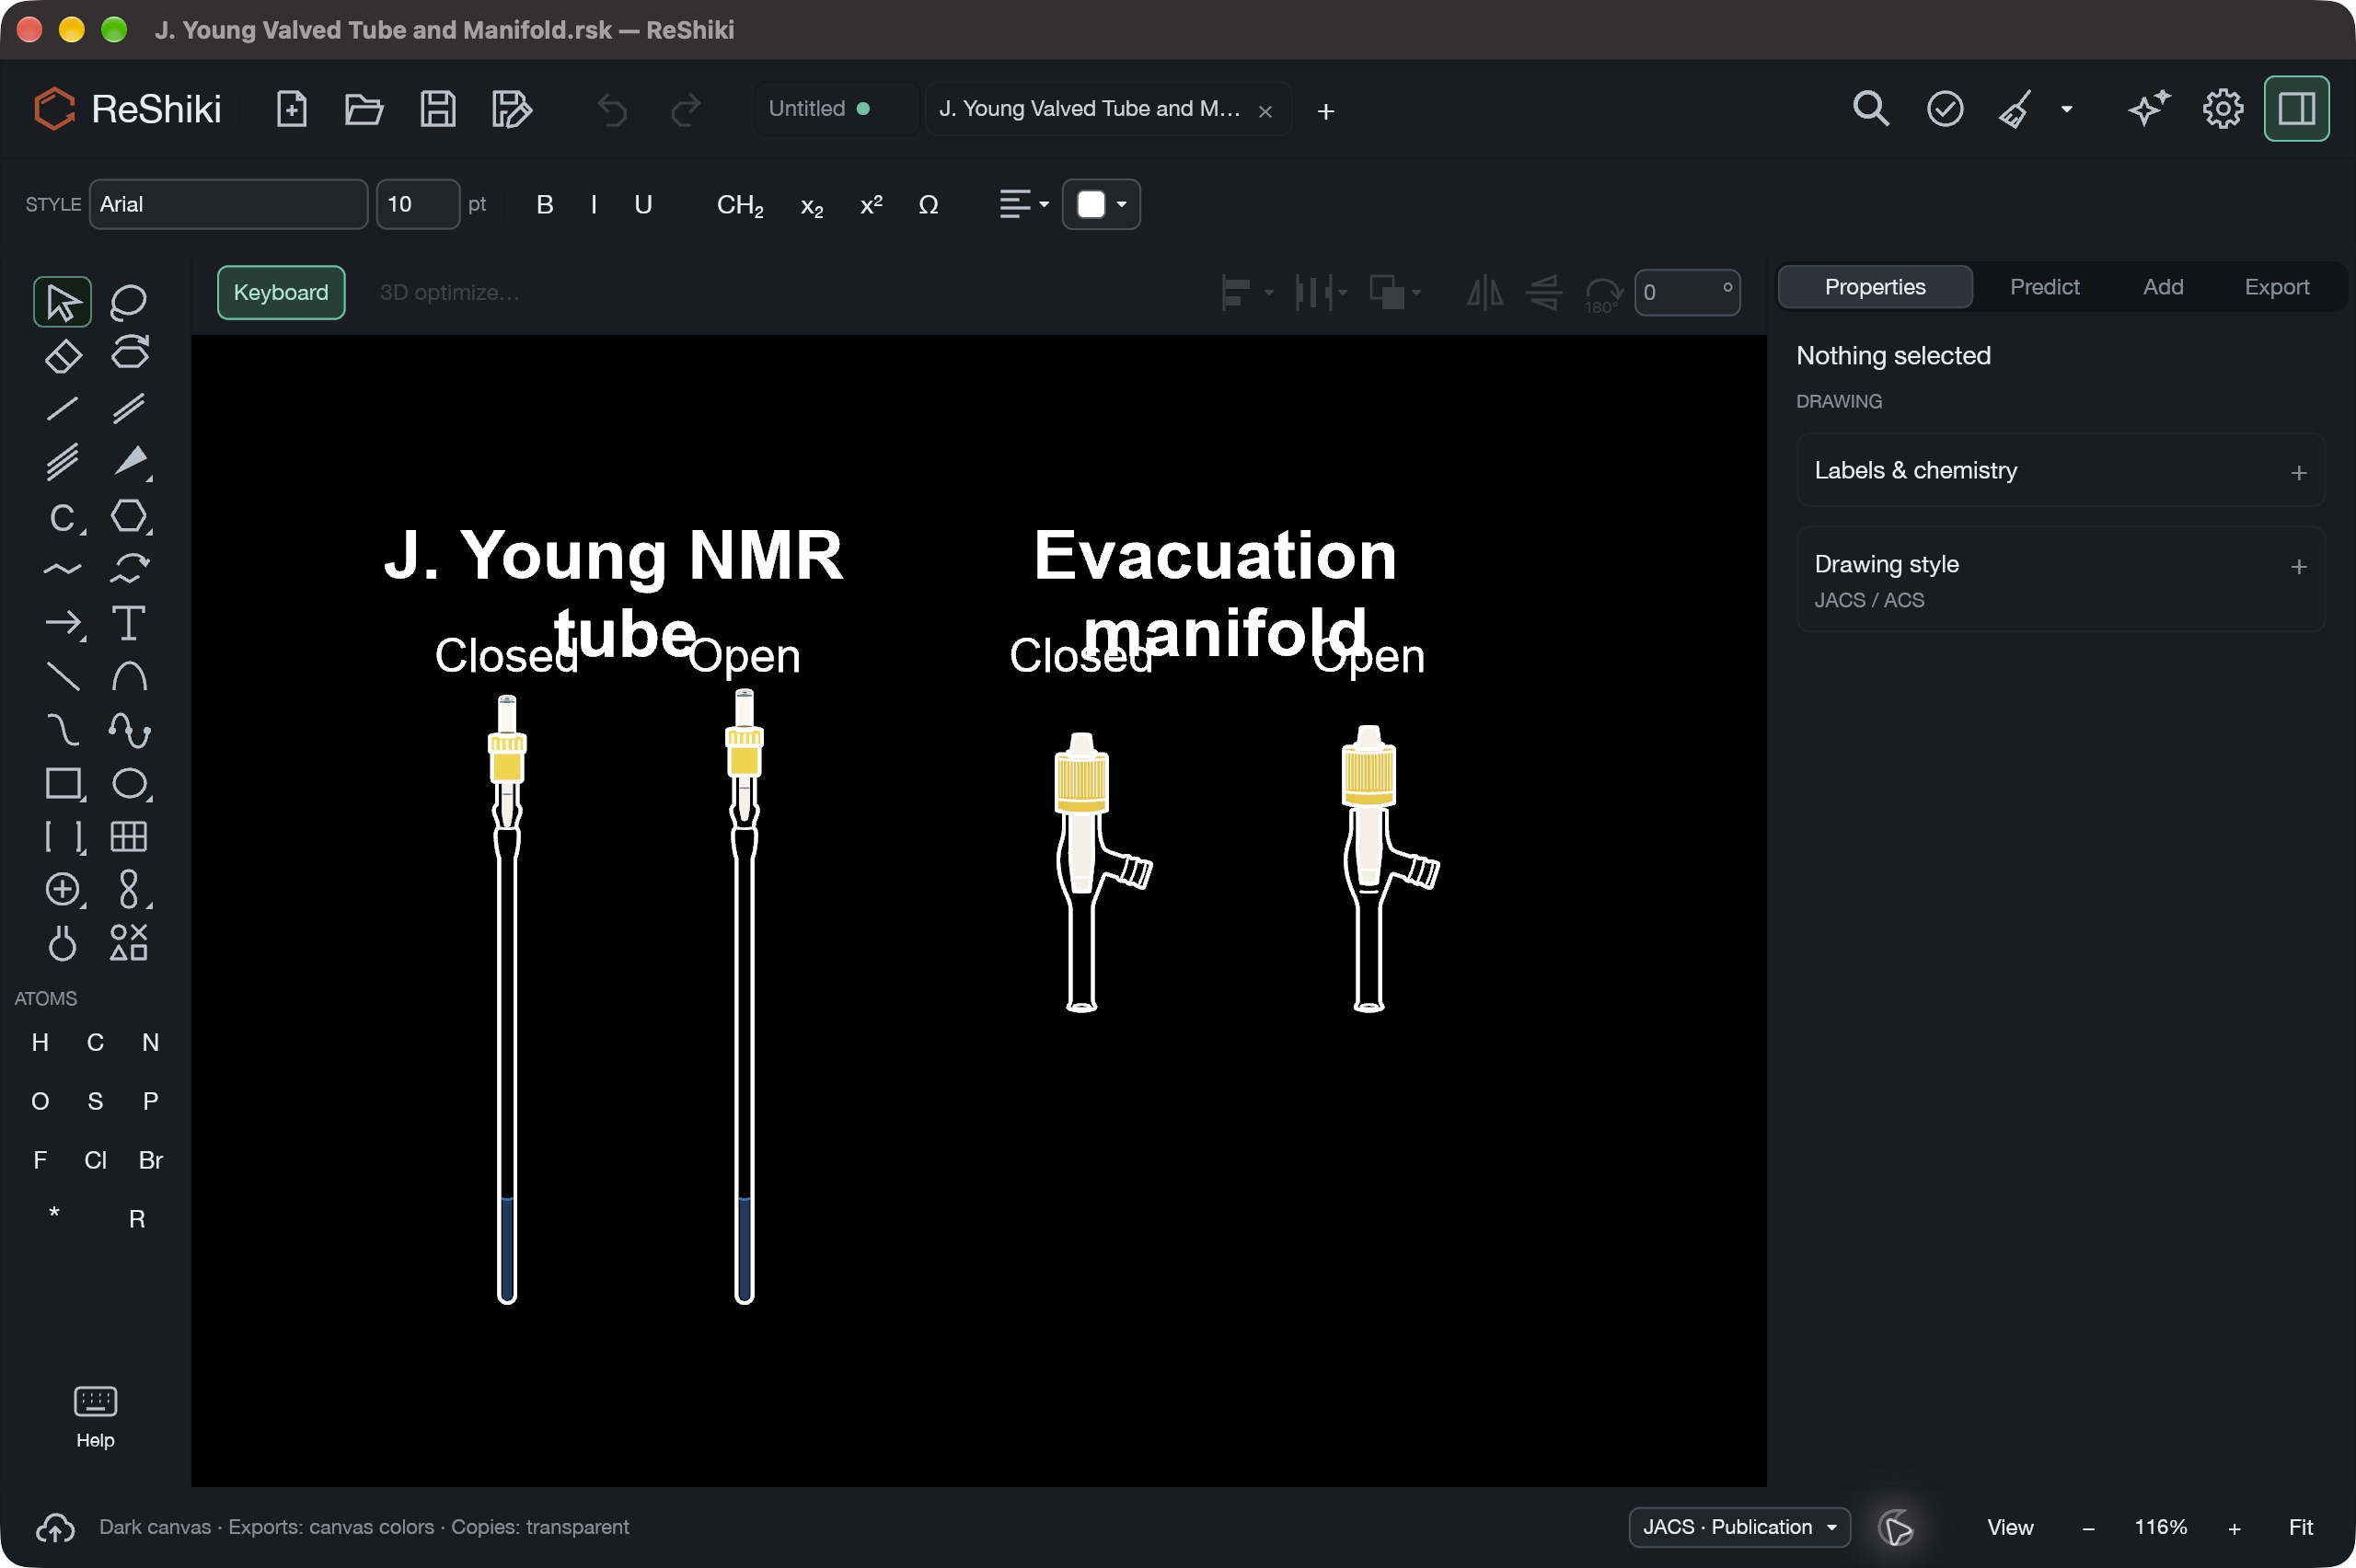 J. Young Valved Tube and Manifold.rsk — ReShiki
ReShiki
Untitled
J. Young Valved Tube and M...
STYLE Arial 10 pt B I U CH₂ x₂ x² Ω
Keyboard 3D optimize...
180° 0 °
Properties Predict Add Export
Nothing selected
DRAWING
Labels & chemistry +
Drawing style +
JACS / ACS
C
T
ATOMS
H C N
O S P
F Cl Br
* R
Help
J. Young NMR
tube
Closed Open
Evacuation
manifold
Closed Open
Dark canvas · Exports: canvas colors · Copies: transparent
JACS · Publication
View − 116% + Fit